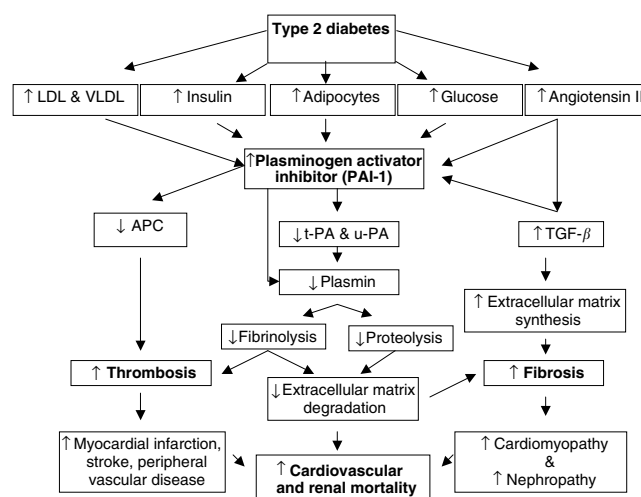 Type 2 diabetes
↑ LDL & VLDL
↑ Insulin
↑ Adipocytes
↑ Glucose
↑ Angiotensin II
↑Plasminogen activator
inhibitor (PAI-1)
↓ APC
↓t-PA & u-PA
↑ TGF-β
↓Plasmin
↑ Extracellular matrix
synthesis
↓Fibrinolysis
↓Proteolysis
↑ Thrombosis
↓Extracellular matrix
degradation
↑ Fibrosis
↑Myocardial infarction,
stroke, peripheral
vascular disease
↑ Cardiovascular
and renal mortality
↑ Cardiomyopathy
&
↑ Nephropathy